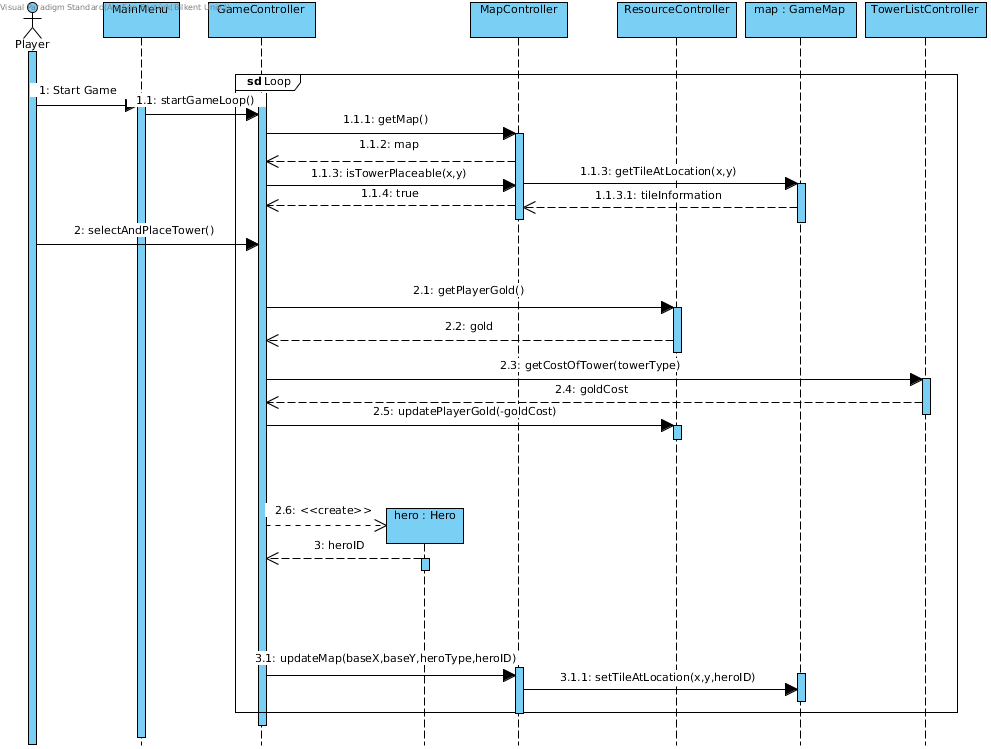 Visual Paradigm Standard
MainMenu
GameController
MapController
ResourceController
map : GameMap
TowerListController
Player
sd Loop
1: Start Game
1.1: startGameLoop()
1.1.1: getMap()
1.1.2: map
1.1.3: isTowerPlaceable(x,y)
1.1.3: getTileAtLocation(x,y)
1.1.4: true
1.1.3.1: tileInformation
2: selectAndPlaceTower()
2.1: getPlayerGold()
2.2: gold
2.3: getCostOfTower(towerType)
2.4: goldCost
2.5: updatePlayerGold(-goldCost)
2.6: <<create>>
hero : Hero
3: heroID
3.1: updateMap(baseX,baseY,heroType,heroID)
3.1.1: setTileAtLocation(x,y,heroID)